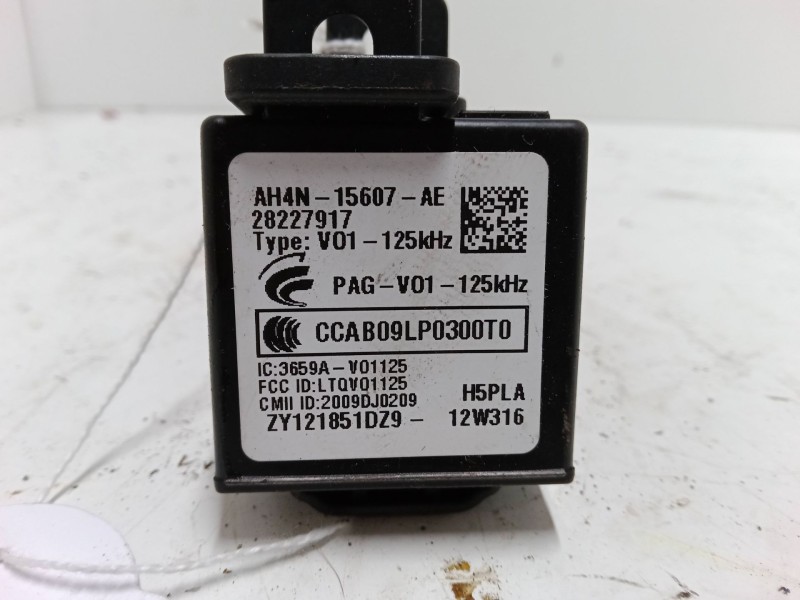 AH4N-15607-AE
28227917
Type: V01-125kHz
PAG-V01-125kHz
CCAB09LP0300T0
IC:3659A-V01125
FCC ID:LTQV01125
CMII ID:2009DJ0209
H5PLA
ZY121851DZ9- 12W316